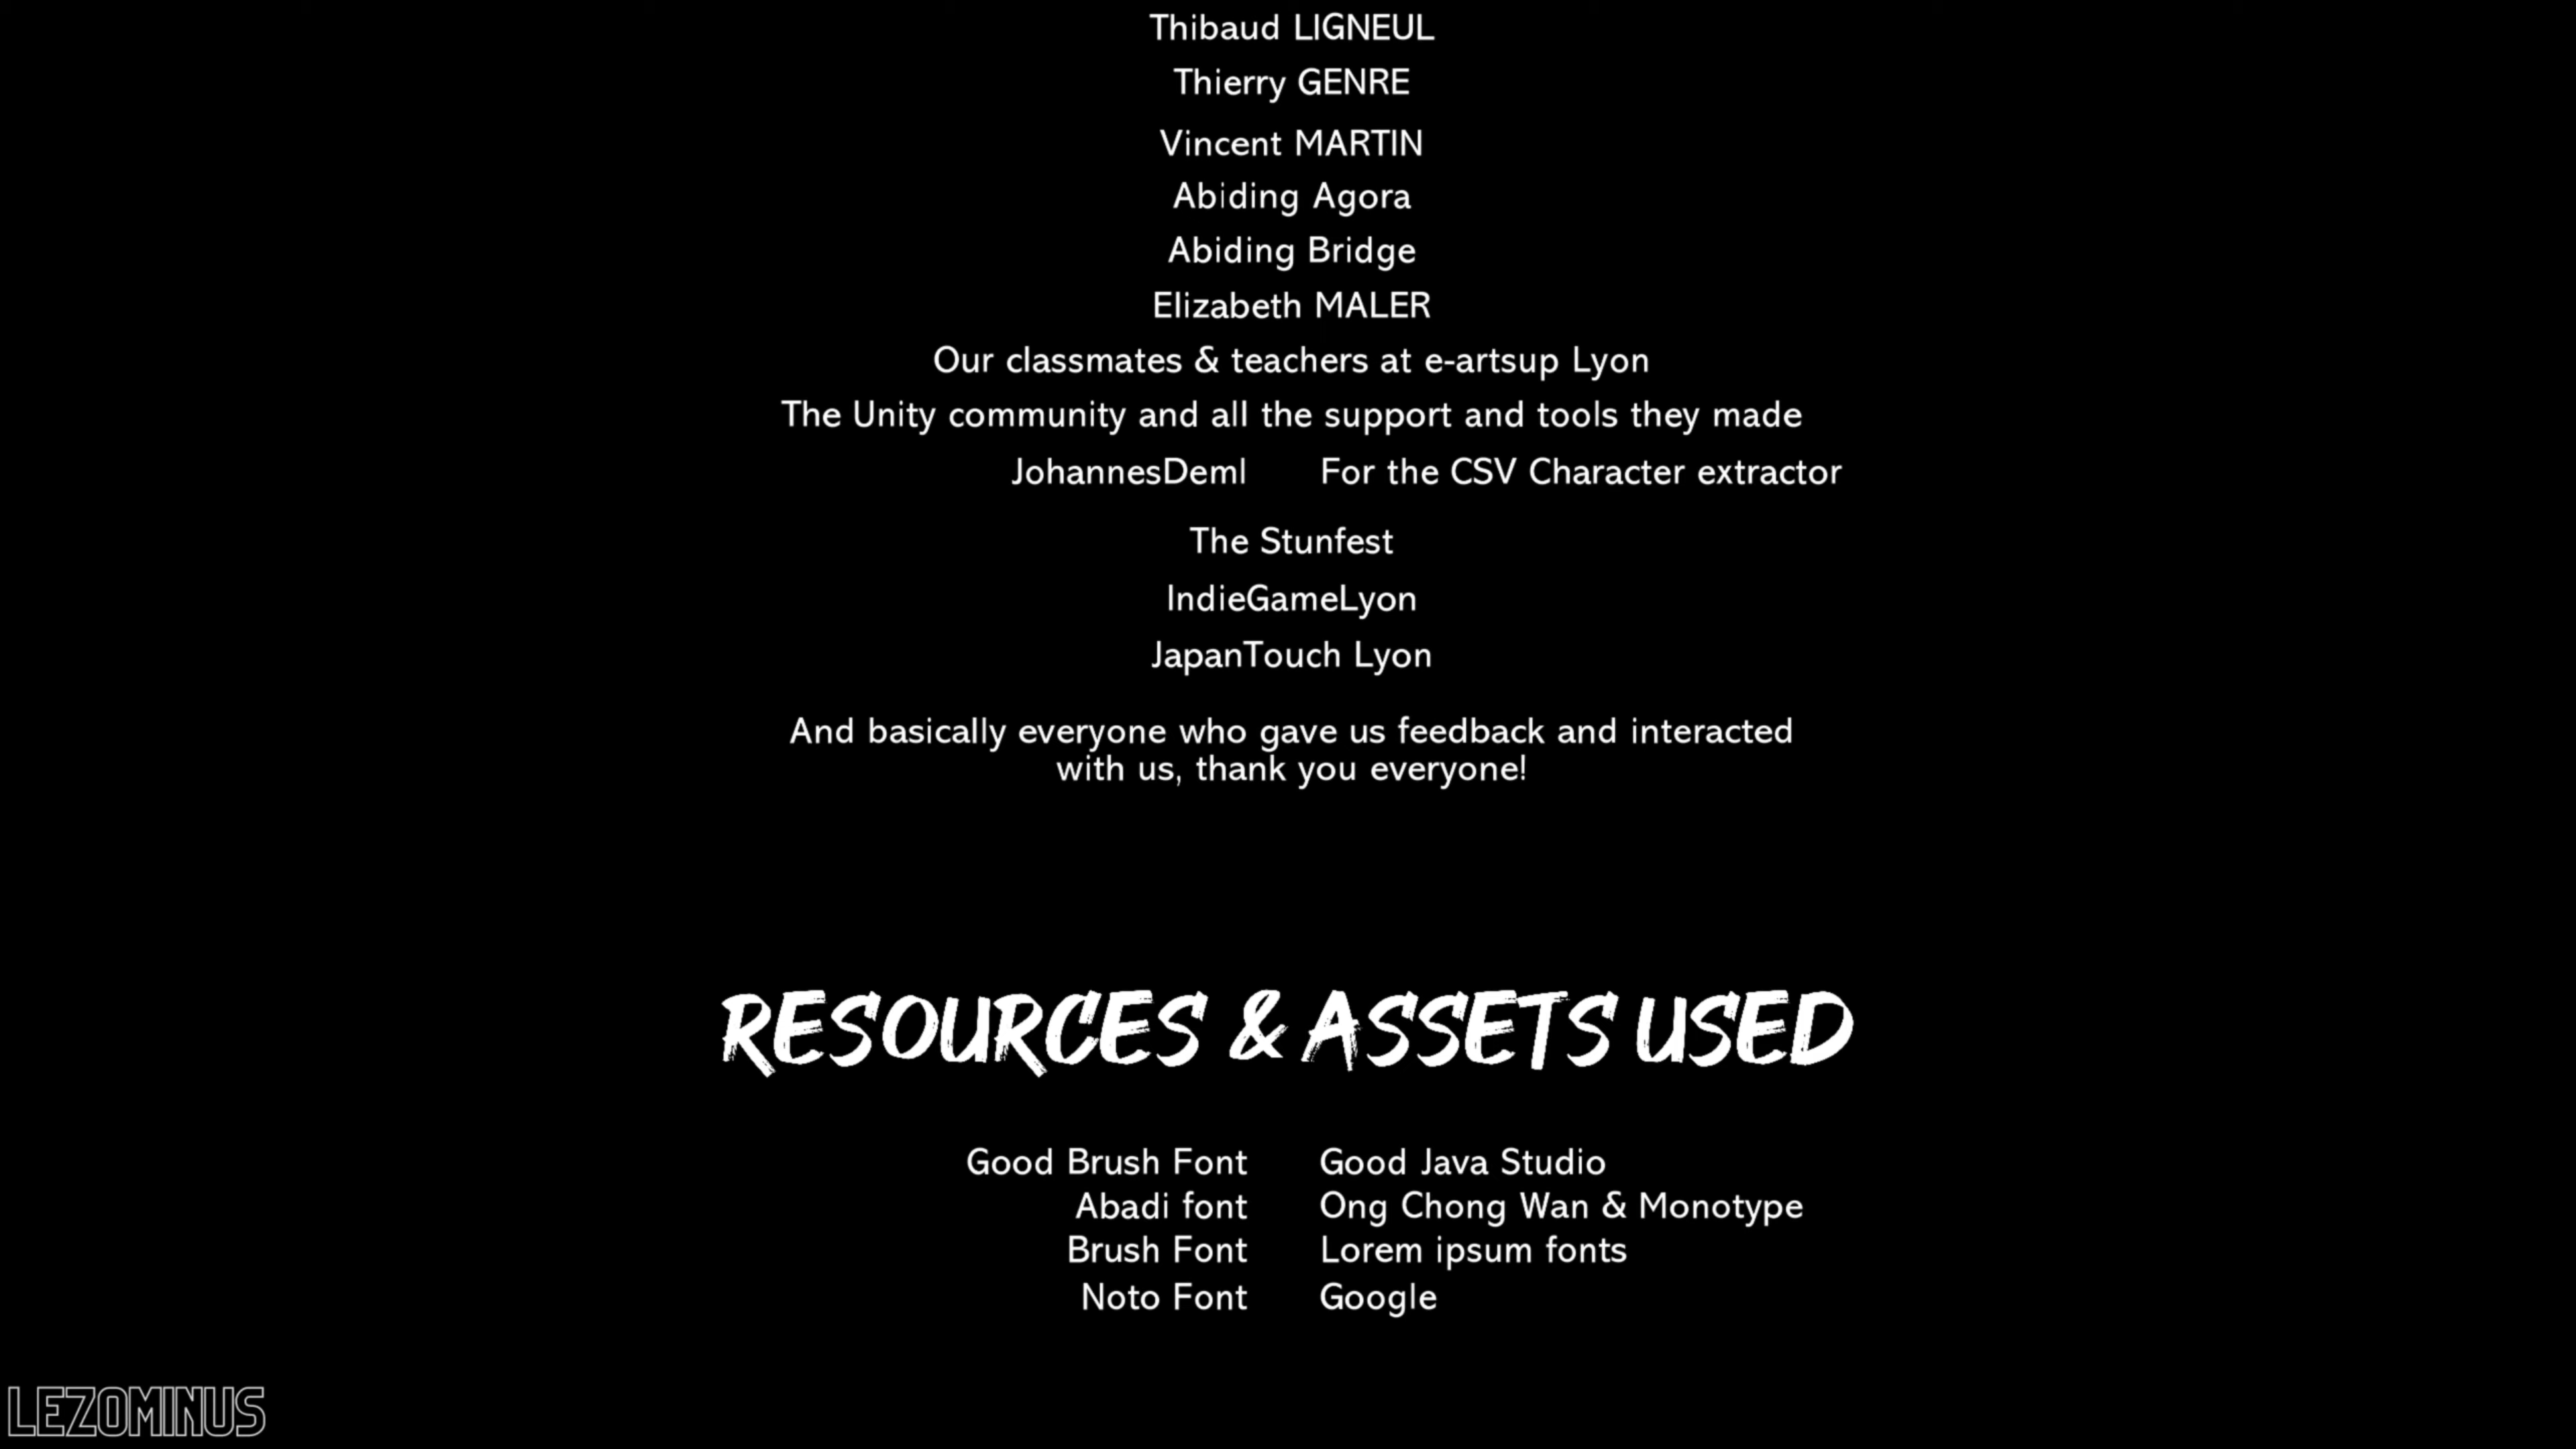 Thibaud LIGNEUL
Thierry GENRE
Vincent MARTIN
Abiding Agora
Abiding Bridge
Elizabeth MALER
Our classmates & teachers at e-artsup Lyon
The Unity community and all the support and tools they made
JohannesDeml For the CSV Character extractor
The Stunfest
IndieGameLyon
JapanTouch Lyon
And basically everyone who gave us feedback and interacted
with us, thank you everyone!
RESOURCES & ASSETS USED
Good Brush Font Good Java Studio
Abadi font Ong Chong Wan & Monotype
Brush Font Lorem ipsum fonts
Noto Font Google
LEZOMINUS